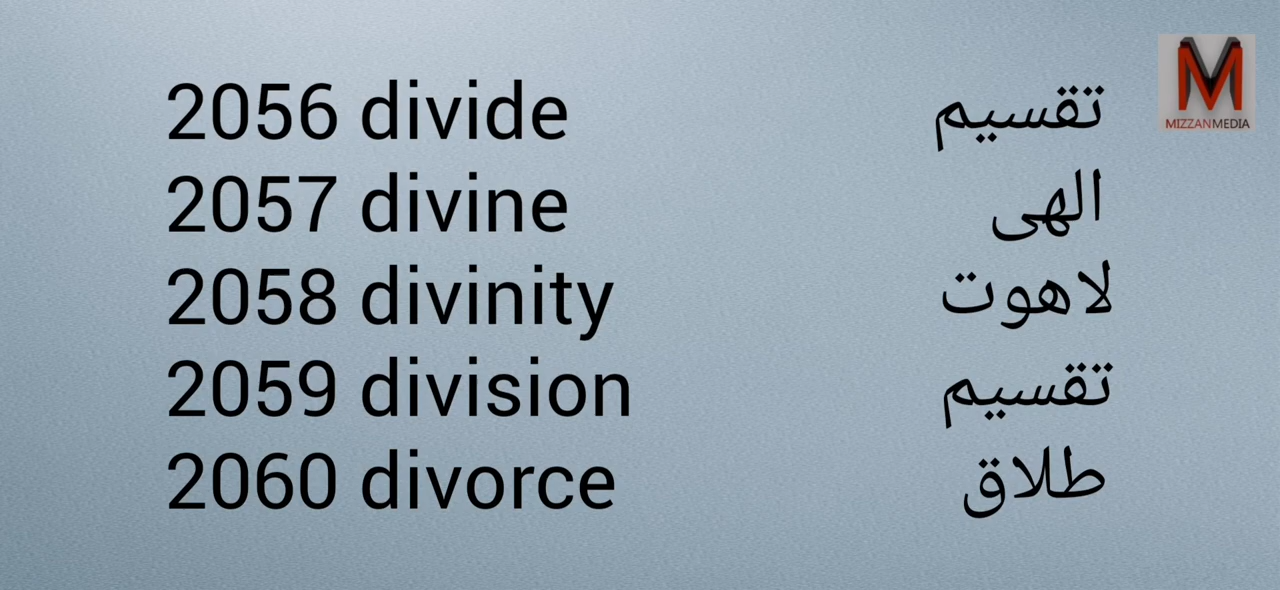 2056 divide تقسیم
2057 divine الهی
2058 divinity لاهوت
2059 division تقسیم
2060 divorce طلاق
MIZZANMEDIA